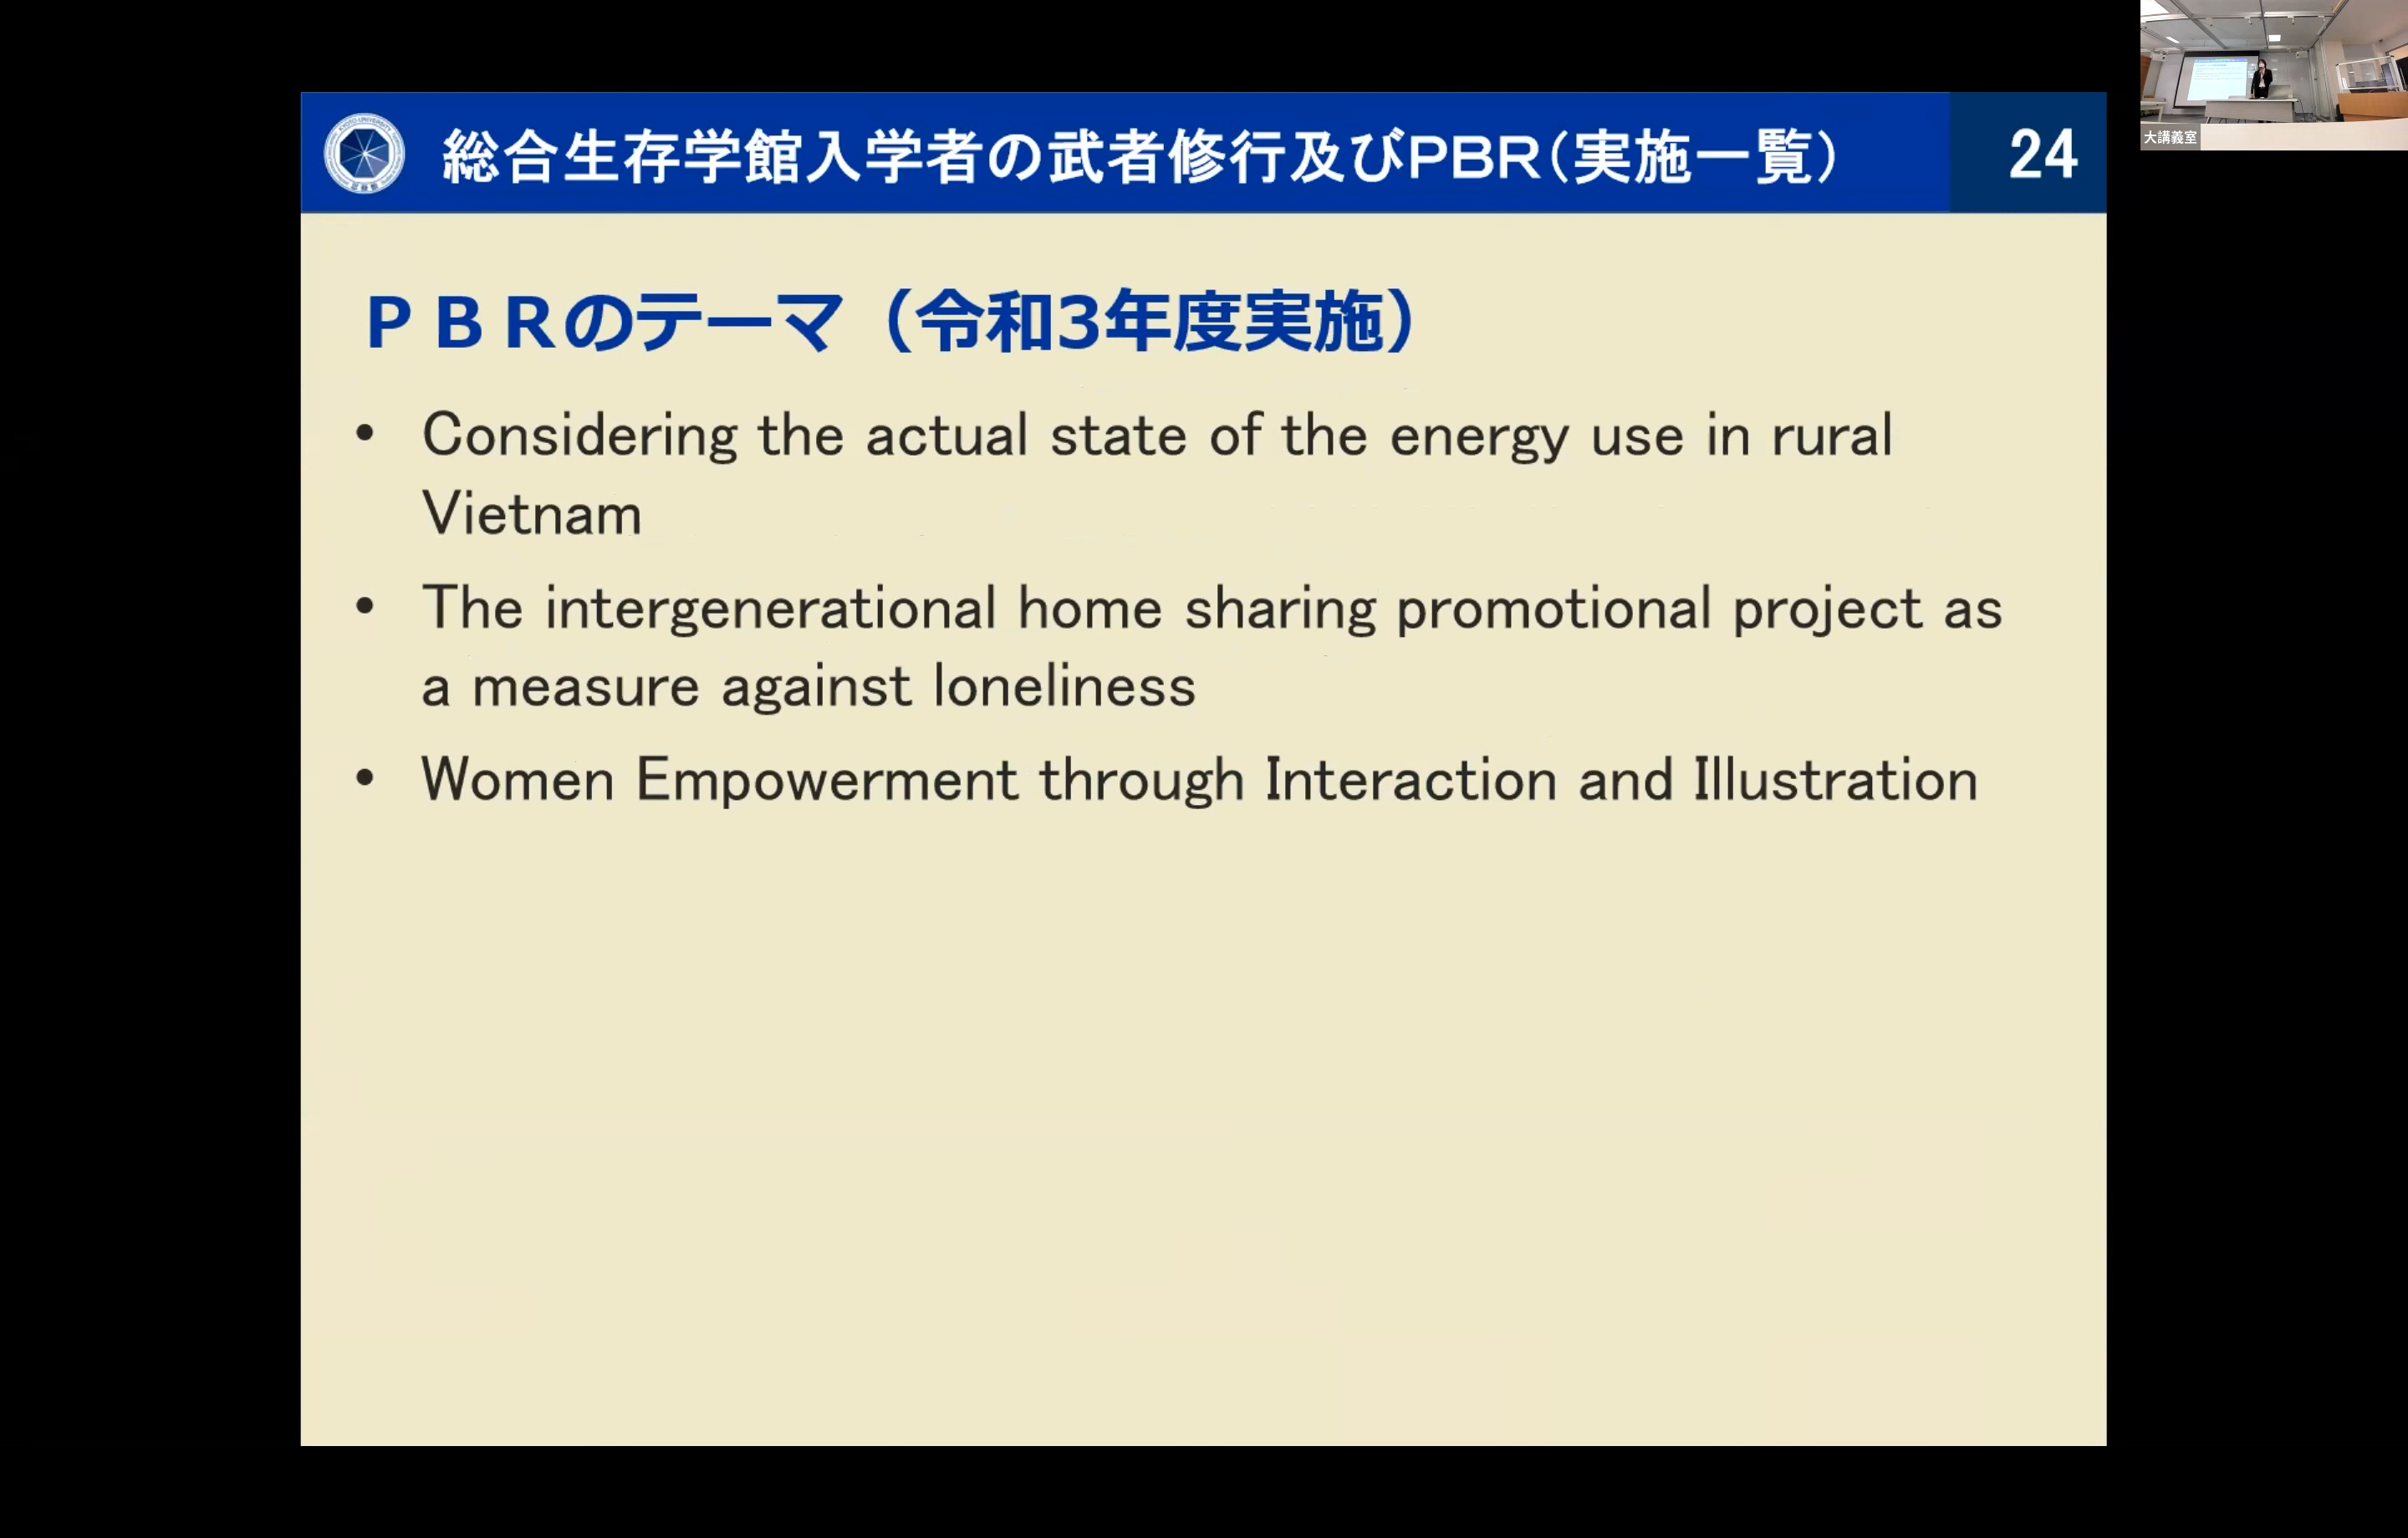 総合生存学館入学者の武者修行及びPBR(実施一覧)
24
大講義室
ＰＢＲのテーマ（令和3年度実施）
• Considering the actual state of the energy use in rural
Vietnam
• The intergenerational home sharing promotional project as
a measure against loneliness
• Women Empowerment through Interaction and Illustration